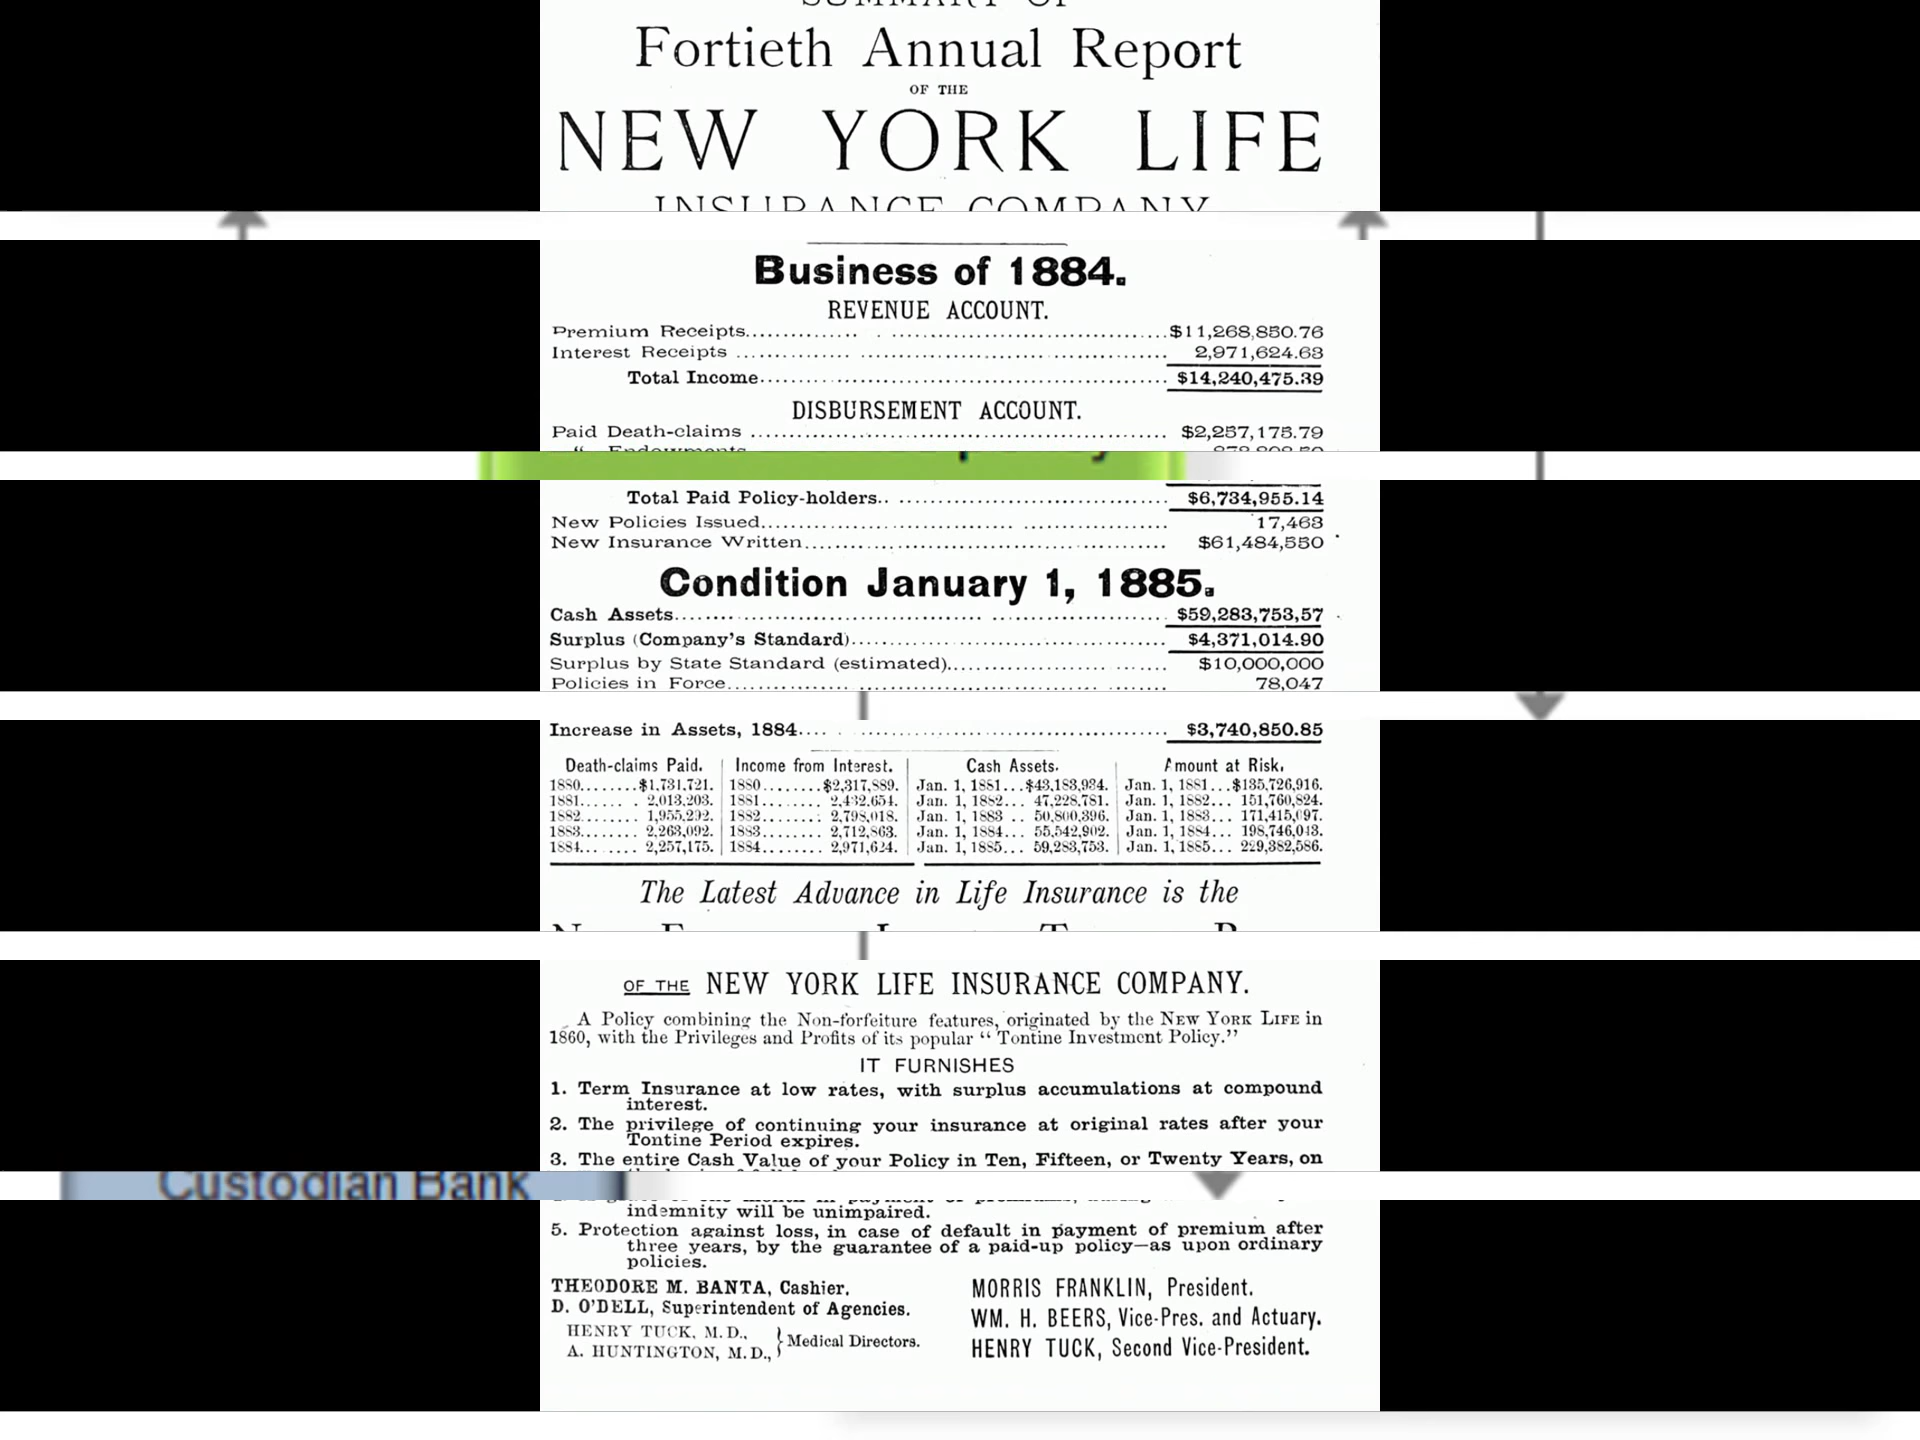 SUMMARY OF
Fortieth Annual Report
OF THE
NEW YORK LIFE
INSURANCE COMPANY
Business of 1884.
REVENUE ACCOUNT.
Premium Receipts $11,268,850.76
Interest Receipts 2,971,624.63
Total Income $14,240,475.39
DISBURSEMENT ACCOUNT.
Paid Death-claims $2,257,175.79
" Endowments
Total Paid Policy-holders $6,734,955.14
New Policies Issued 17,463
New Insurance Written $61,484,550
Condition January 1, 1885.
Cash Assets $59,283,753,57
Surplus (Company's Standard) $4,371,014.90
Surplus by State Standard (estimated) $10,000,000
Policies in Force 78,047
Increase in Assets, 1884 $3,740,850.85
Death-claims Paid. Income from Interest. Cash Assets. Amount at Risk.
1880 $1,731,721. 1880 $2,317,889. Jan. 1, 1881 $43,183,934. Jan. 1, 1881 $135,726,916.
1881 2,013,203. 1881 2,432,654. Jan. 1, 1882 47,228,781. Jan. 1, 1882 151,760,824.
1882 1,955,292. 1882 2,798,018. Jan. 1, 1883 50,800,396. Jan. 1, 1883 171,415,097.
1883 2,263,092. 1883 2,712,863. Jan. 1, 1884 55,542,902. Jan. 1, 1884 198,746,043.
1884 2,257,175. 1884 2,971,624. Jan. 1, 1885 59,283,753. Jan. 1, 1885 229,382,586.
The Latest Advance in Life Insurance is the
OF THE NEW YORK LIFE INSURANCE COMPANY.
A Policy combining the Non-forfeiture features, originated by the NEW YORK LIFE in
1860, with the Privileges and Profits of its popular "Tontine Investment Policy."
IT FURNISHES
1. Term Insurance at low rates, with surplus accumulations at compound
interest.
2. The privilege of continuing your insurance at original rates after your
Tontine Period expires.
3. The entire Cash Value of your Policy in Ten, Fifteen, or Twenty Years, on
Custodian Bank
indemnity will be unimpaired.
5. Protection against loss, in case of default in payment of premium after
three years, by the guarantee of a paid-up policy—as upon ordinary
policies.
THEODORE M. BANTA, Cashier.
D. O'DELL, Superintendent of Agencies.
HENRY TUCK, M.D.,
A. HUNTINGTON, M.D., } Medical Directors.
MORRIS FRANKLIN, President.
WM. H. BEERS, Vice-Pres. and Actuary.
HENRY TUCK, Second Vice-President.